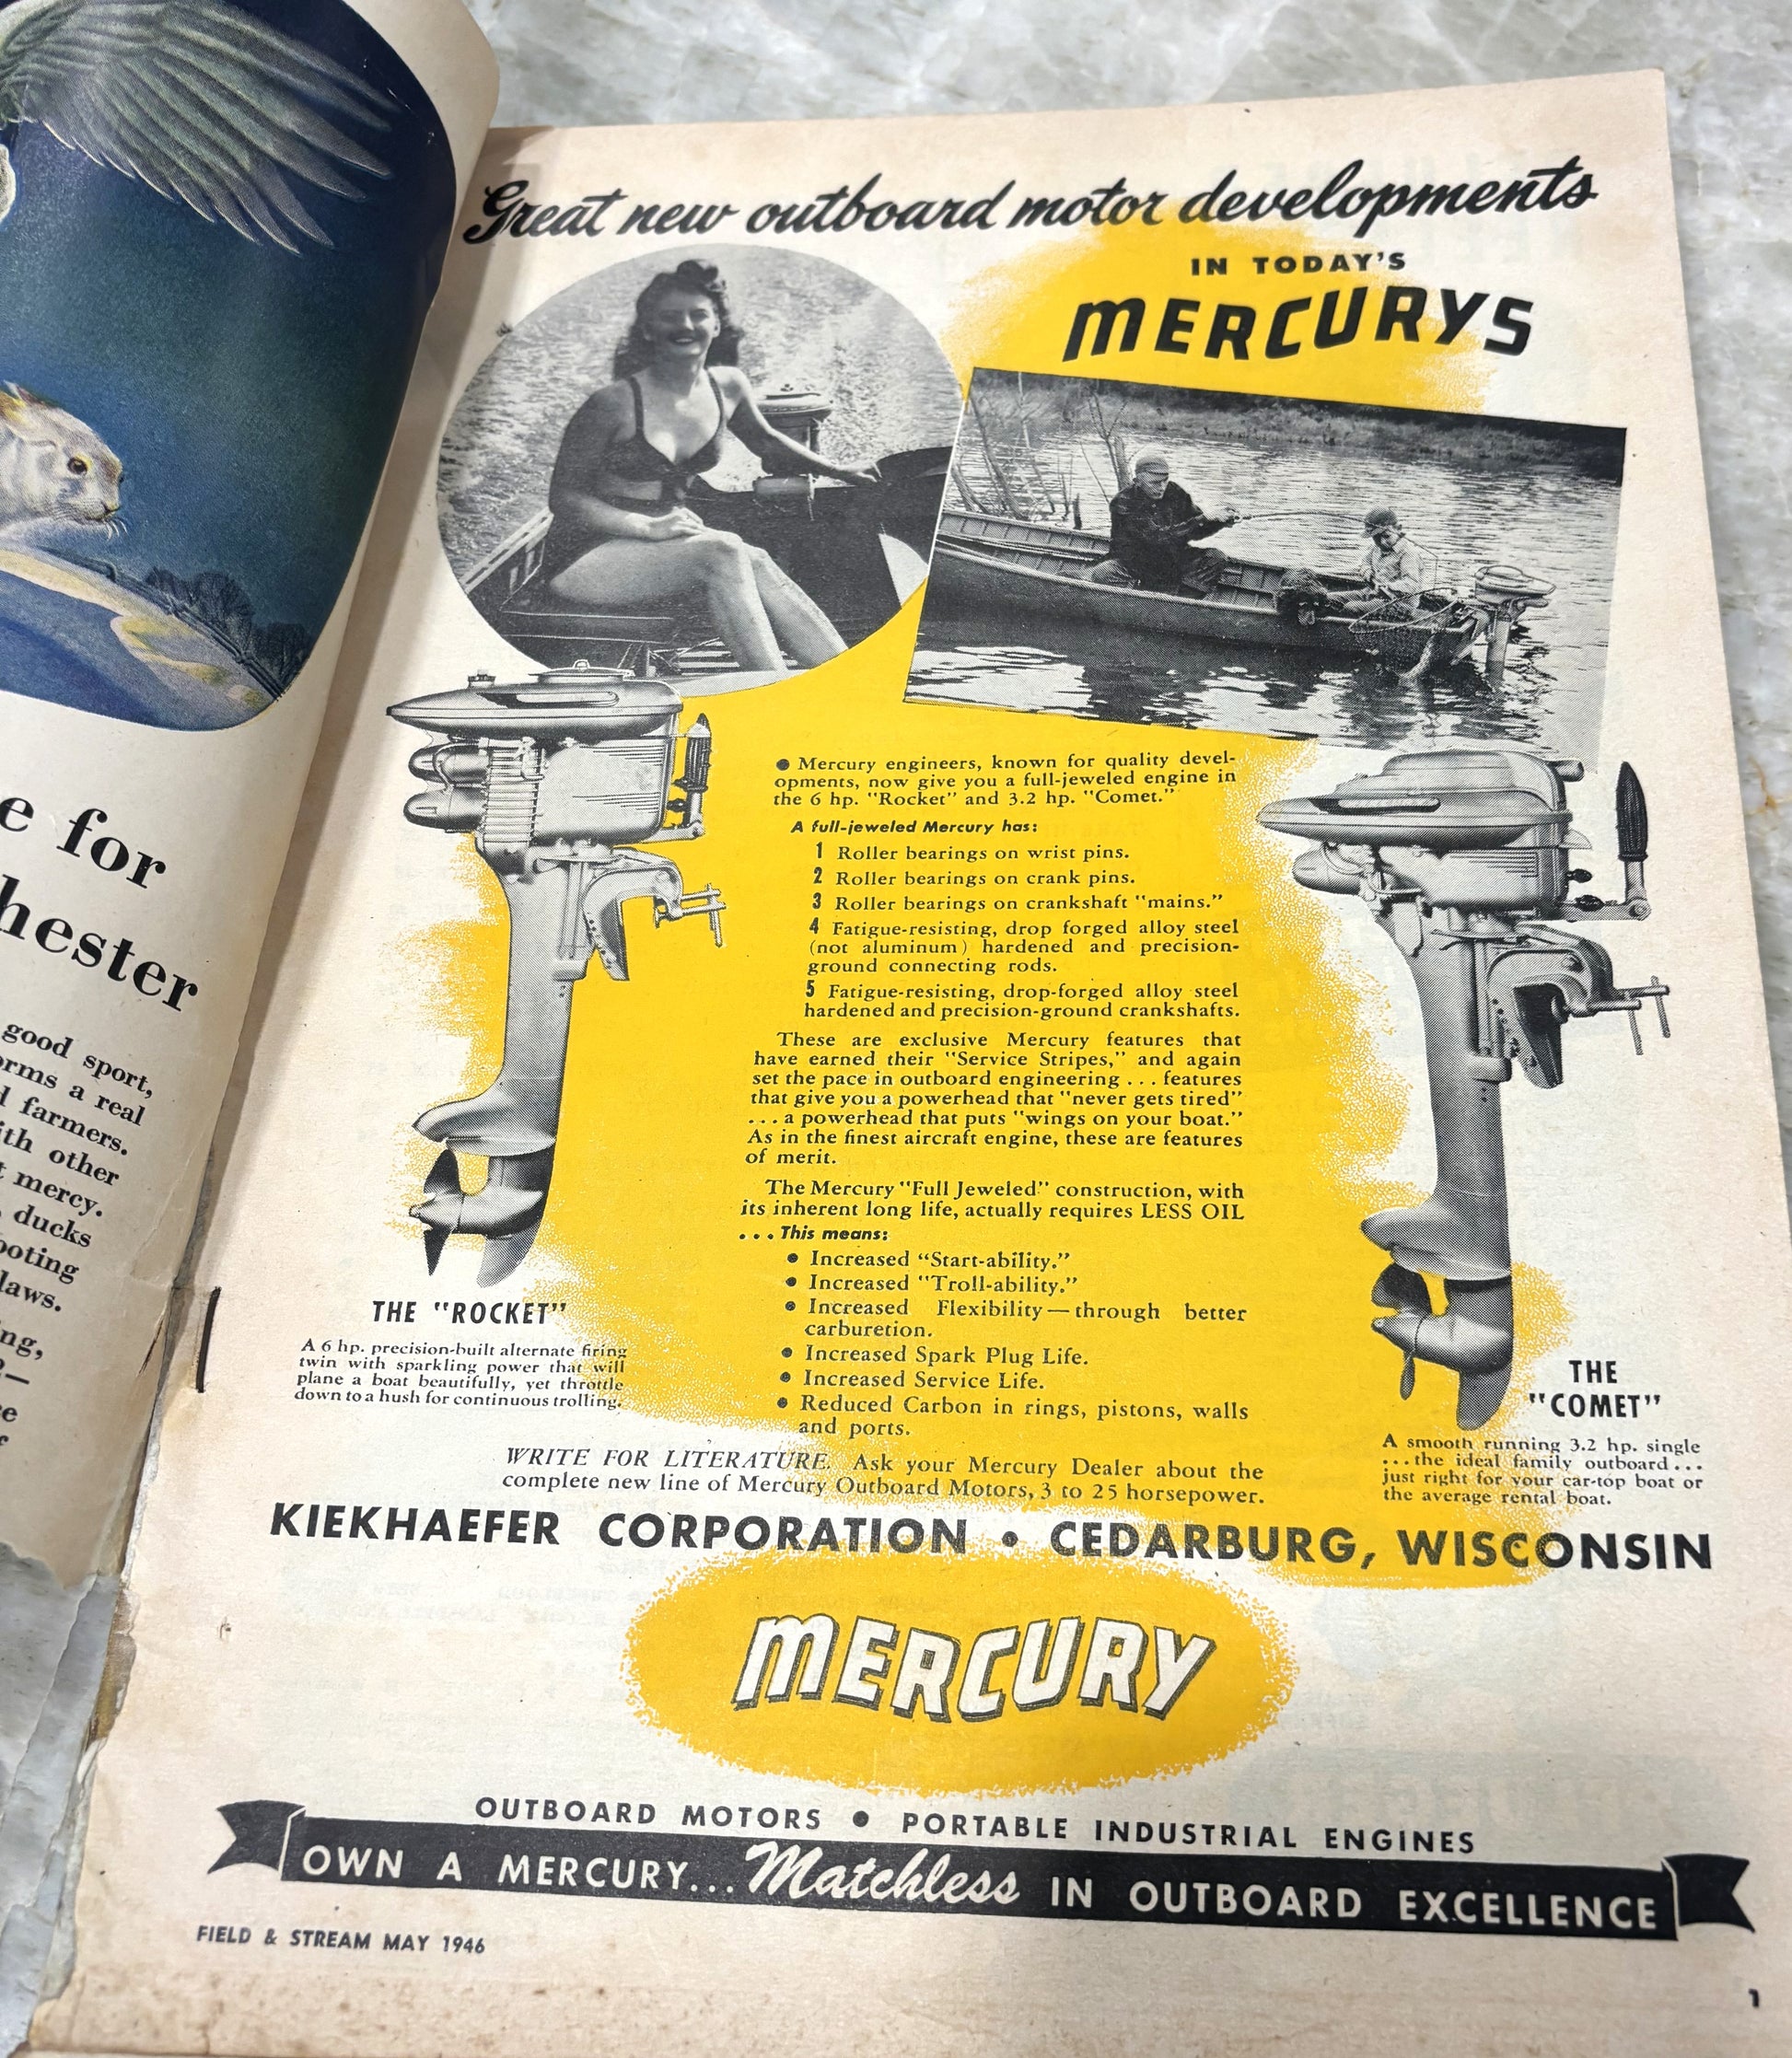 e for
hester
good sport,
orms a real
d farmers.
ith other
t mercy.
, ducks
ooting
laws.
ng,
Great new outboard motor developments
IN TODAY'S
MERCURYS
● Mercury engineers, known for quality devel-
opments, now give you a full-jeweled engine in
the 6 hp. "Rocket" and 3.2 hp. "Comet."
A full-jeweled Mercury has:
1 Roller bearings on wrist pins.
2 Roller bearings on crank pins.
3 Roller bearings on crankshaft "mains."
4 Fatigue-resisting, drop forged alloy steel
(not aluminum) hardened and precision-
ground connecting rods.
5 Fatigue-resisting, drop-forged alloy steel
hardened and precision-ground crankshafts.
These are exclusive Mercury features that
have earned their "Service Stripes," and again
set the pace in outboard engineering . . . features
that give you a powerhead that "never gets tired"
. . . a powerhead that puts "wings on your boat."
As in the finest aircraft engine, these are features
of merit.
The Mercury "Full Jeweled" construction, with
its inherent long life, actually requires LESS OIL
. . . This means:
● Increased "Start-ability."
● Increased "Troll-ability."
● Increased Flexibility—through better
carburetion.
● Increased Spark Plug Life.
● Increased Service Life.
● Reduced Carbon in rings, pistons, walls
and ports.
THE "ROCKET"
A 6 hp. precision-built alternate firing
twin with sparkling power that will
plane a boat beautifully, yet throttle
down to a hush for continuous trolling.
THE
"COMET"
A smooth running 3.2 hp. single
. . . the ideal family outboard . . .
just right for your car-top boat or
the average rental boat.
WRITE FOR LITERATURE. Ask your Mercury Dealer about the
complete new line of Mercury Outboard Motors, 3 to 25 horsepower.
KIEKHAEFER CORPORATION • CEDARBURG, WISCONSIN
MERCURY
OUTBOARD MOTORS ● PORTABLE INDUSTRIAL ENGINES
OWN A MERCURY... Matchless IN OUTBOARD EXCELLENCE
FIELD & STREAM MAY 1946
1